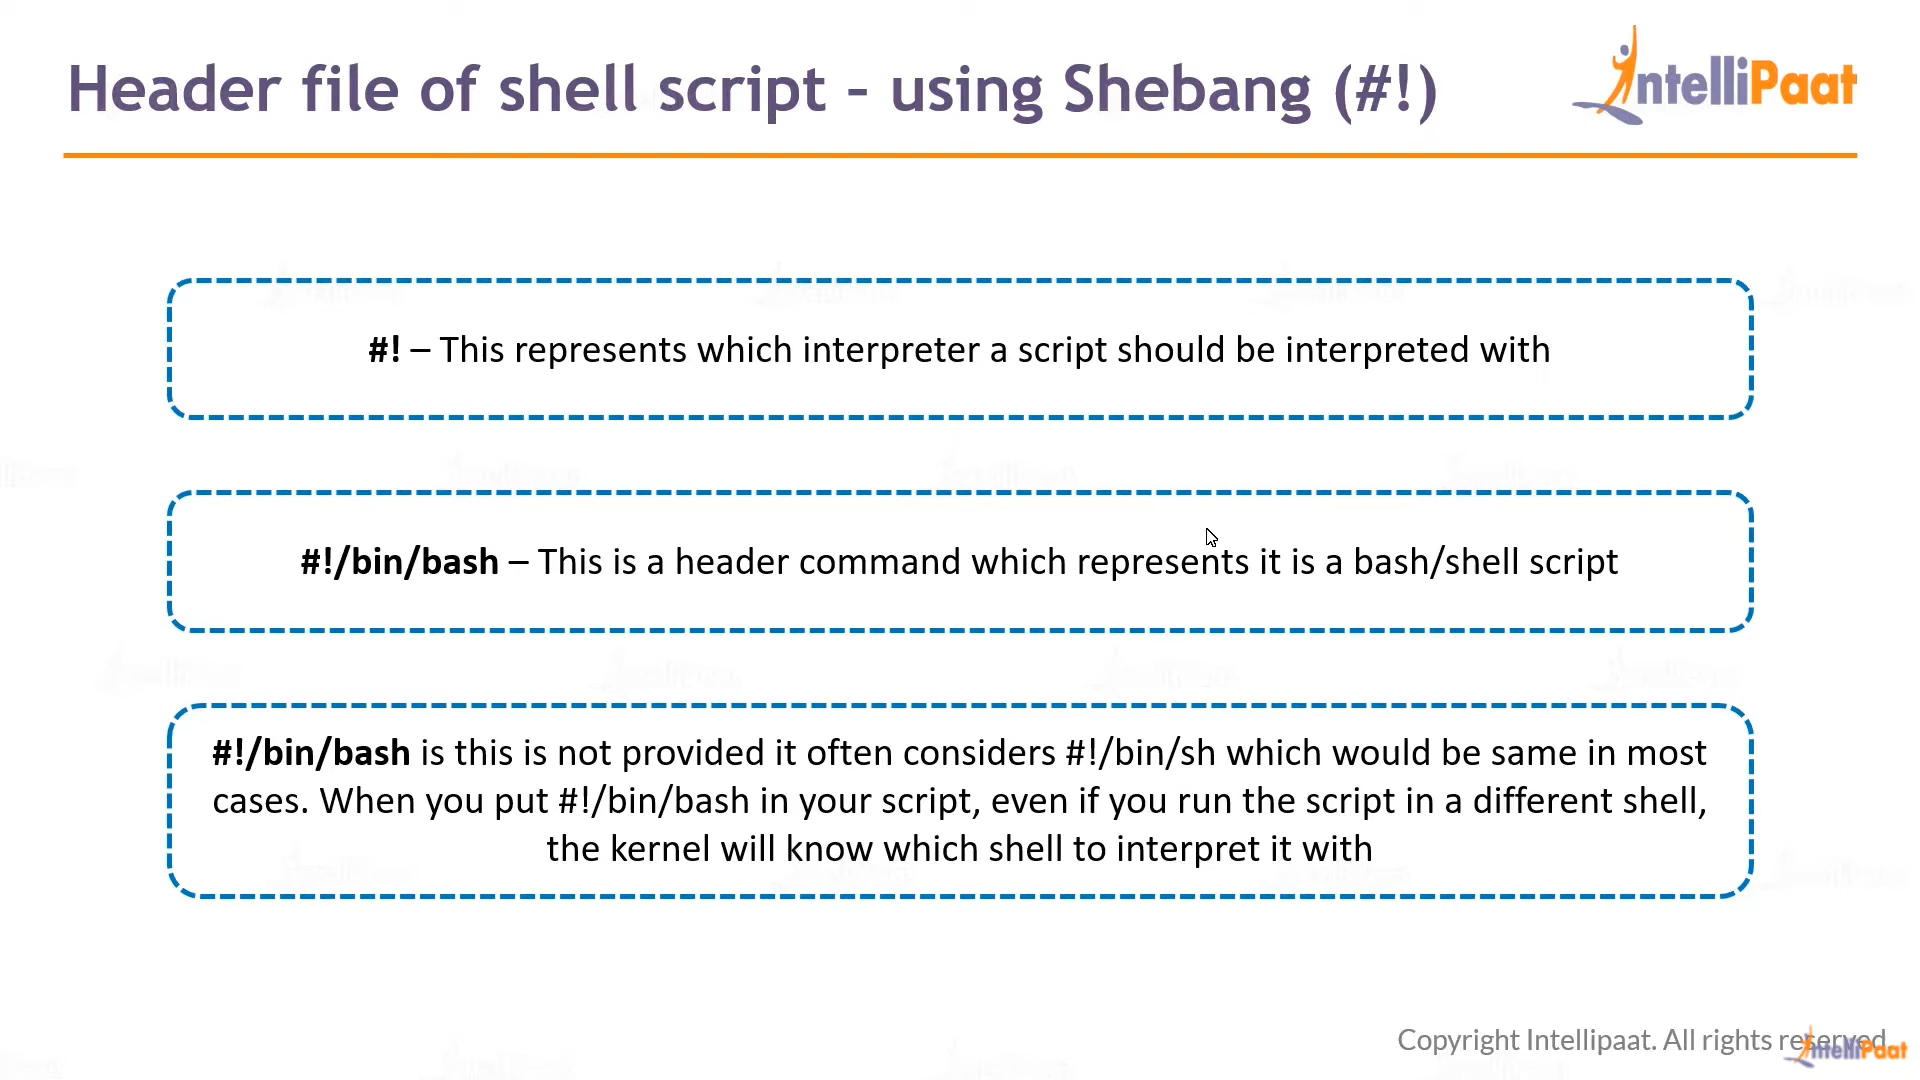 Header file of shell script – using Shebang (#!)
IntelliPaat
#! – This represents which interpreter a script should be interpreted with
#!/bin/bash – This is a header command which represents it is a bash/shell script
#!/bin/bash is this is not provided it often considers #!/bin/sh which would be same in most
cases. When you put #!/bin/bash in your script, even if you run the script in a different shell,
the kernel will know which shell to interpret it with
Copyright Intellipaat. All rights reserved.
IntelliPaat